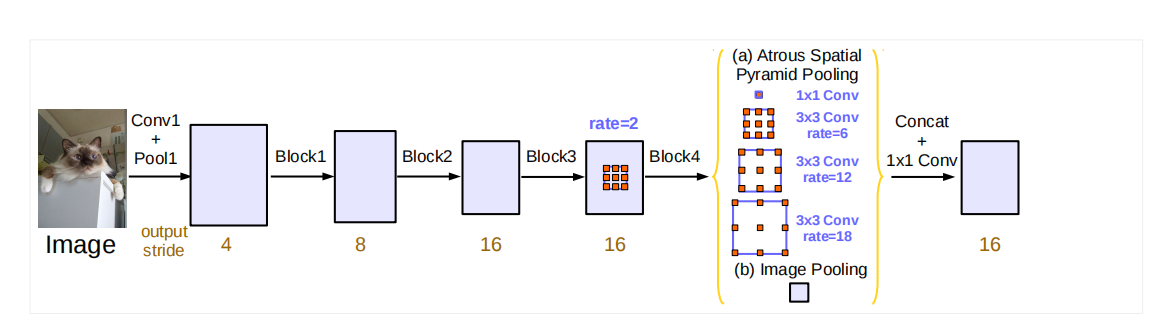 (a) Atrous Spatial
Pyramid Pooling
1x1 Conv
3x3 Conv
rate=6
3x3 Conv
rate=12
3x3 Conv
rate=18
(b) Image Pooling
Conv1
+
Pool1
Block1
Block2
Block3
rate=2
Block4
Concat
+
1x1 Conv
Image
output
stride
4
8
16
16
16